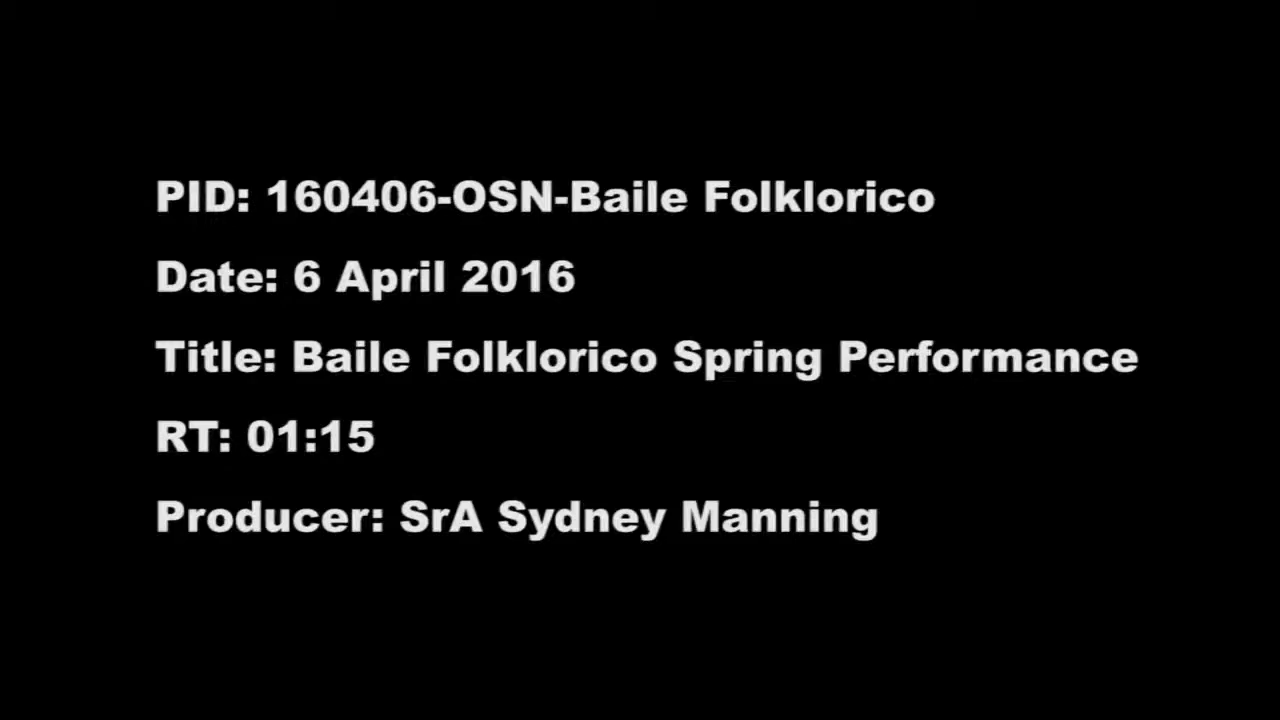 PID: 160406-OSN-Baile Folklorico
Date: 6 April 2016
Title: Baile Folklorico Spring Performance
RT: 01:15
Producer: SrA Sydney Manning